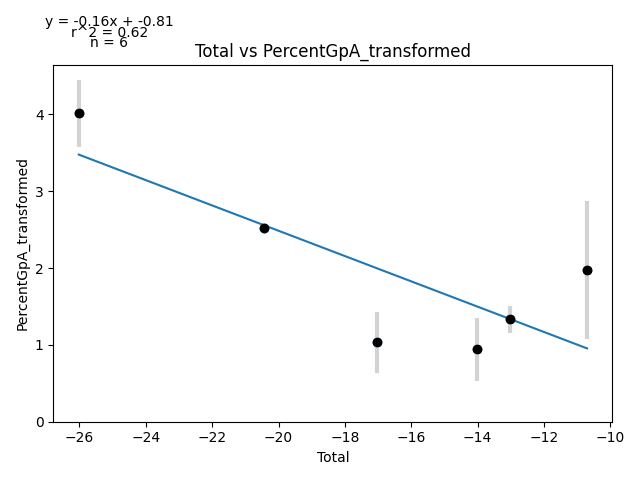 y = -0.16x + -0.81
r^2 = 0.62
n = 6
Total vs PercentGpA_transformed
PercentGpA_transformed
4
3
2
1
0
−26 −24 −22 −20 −18 −16 −14 −12 −10
Total